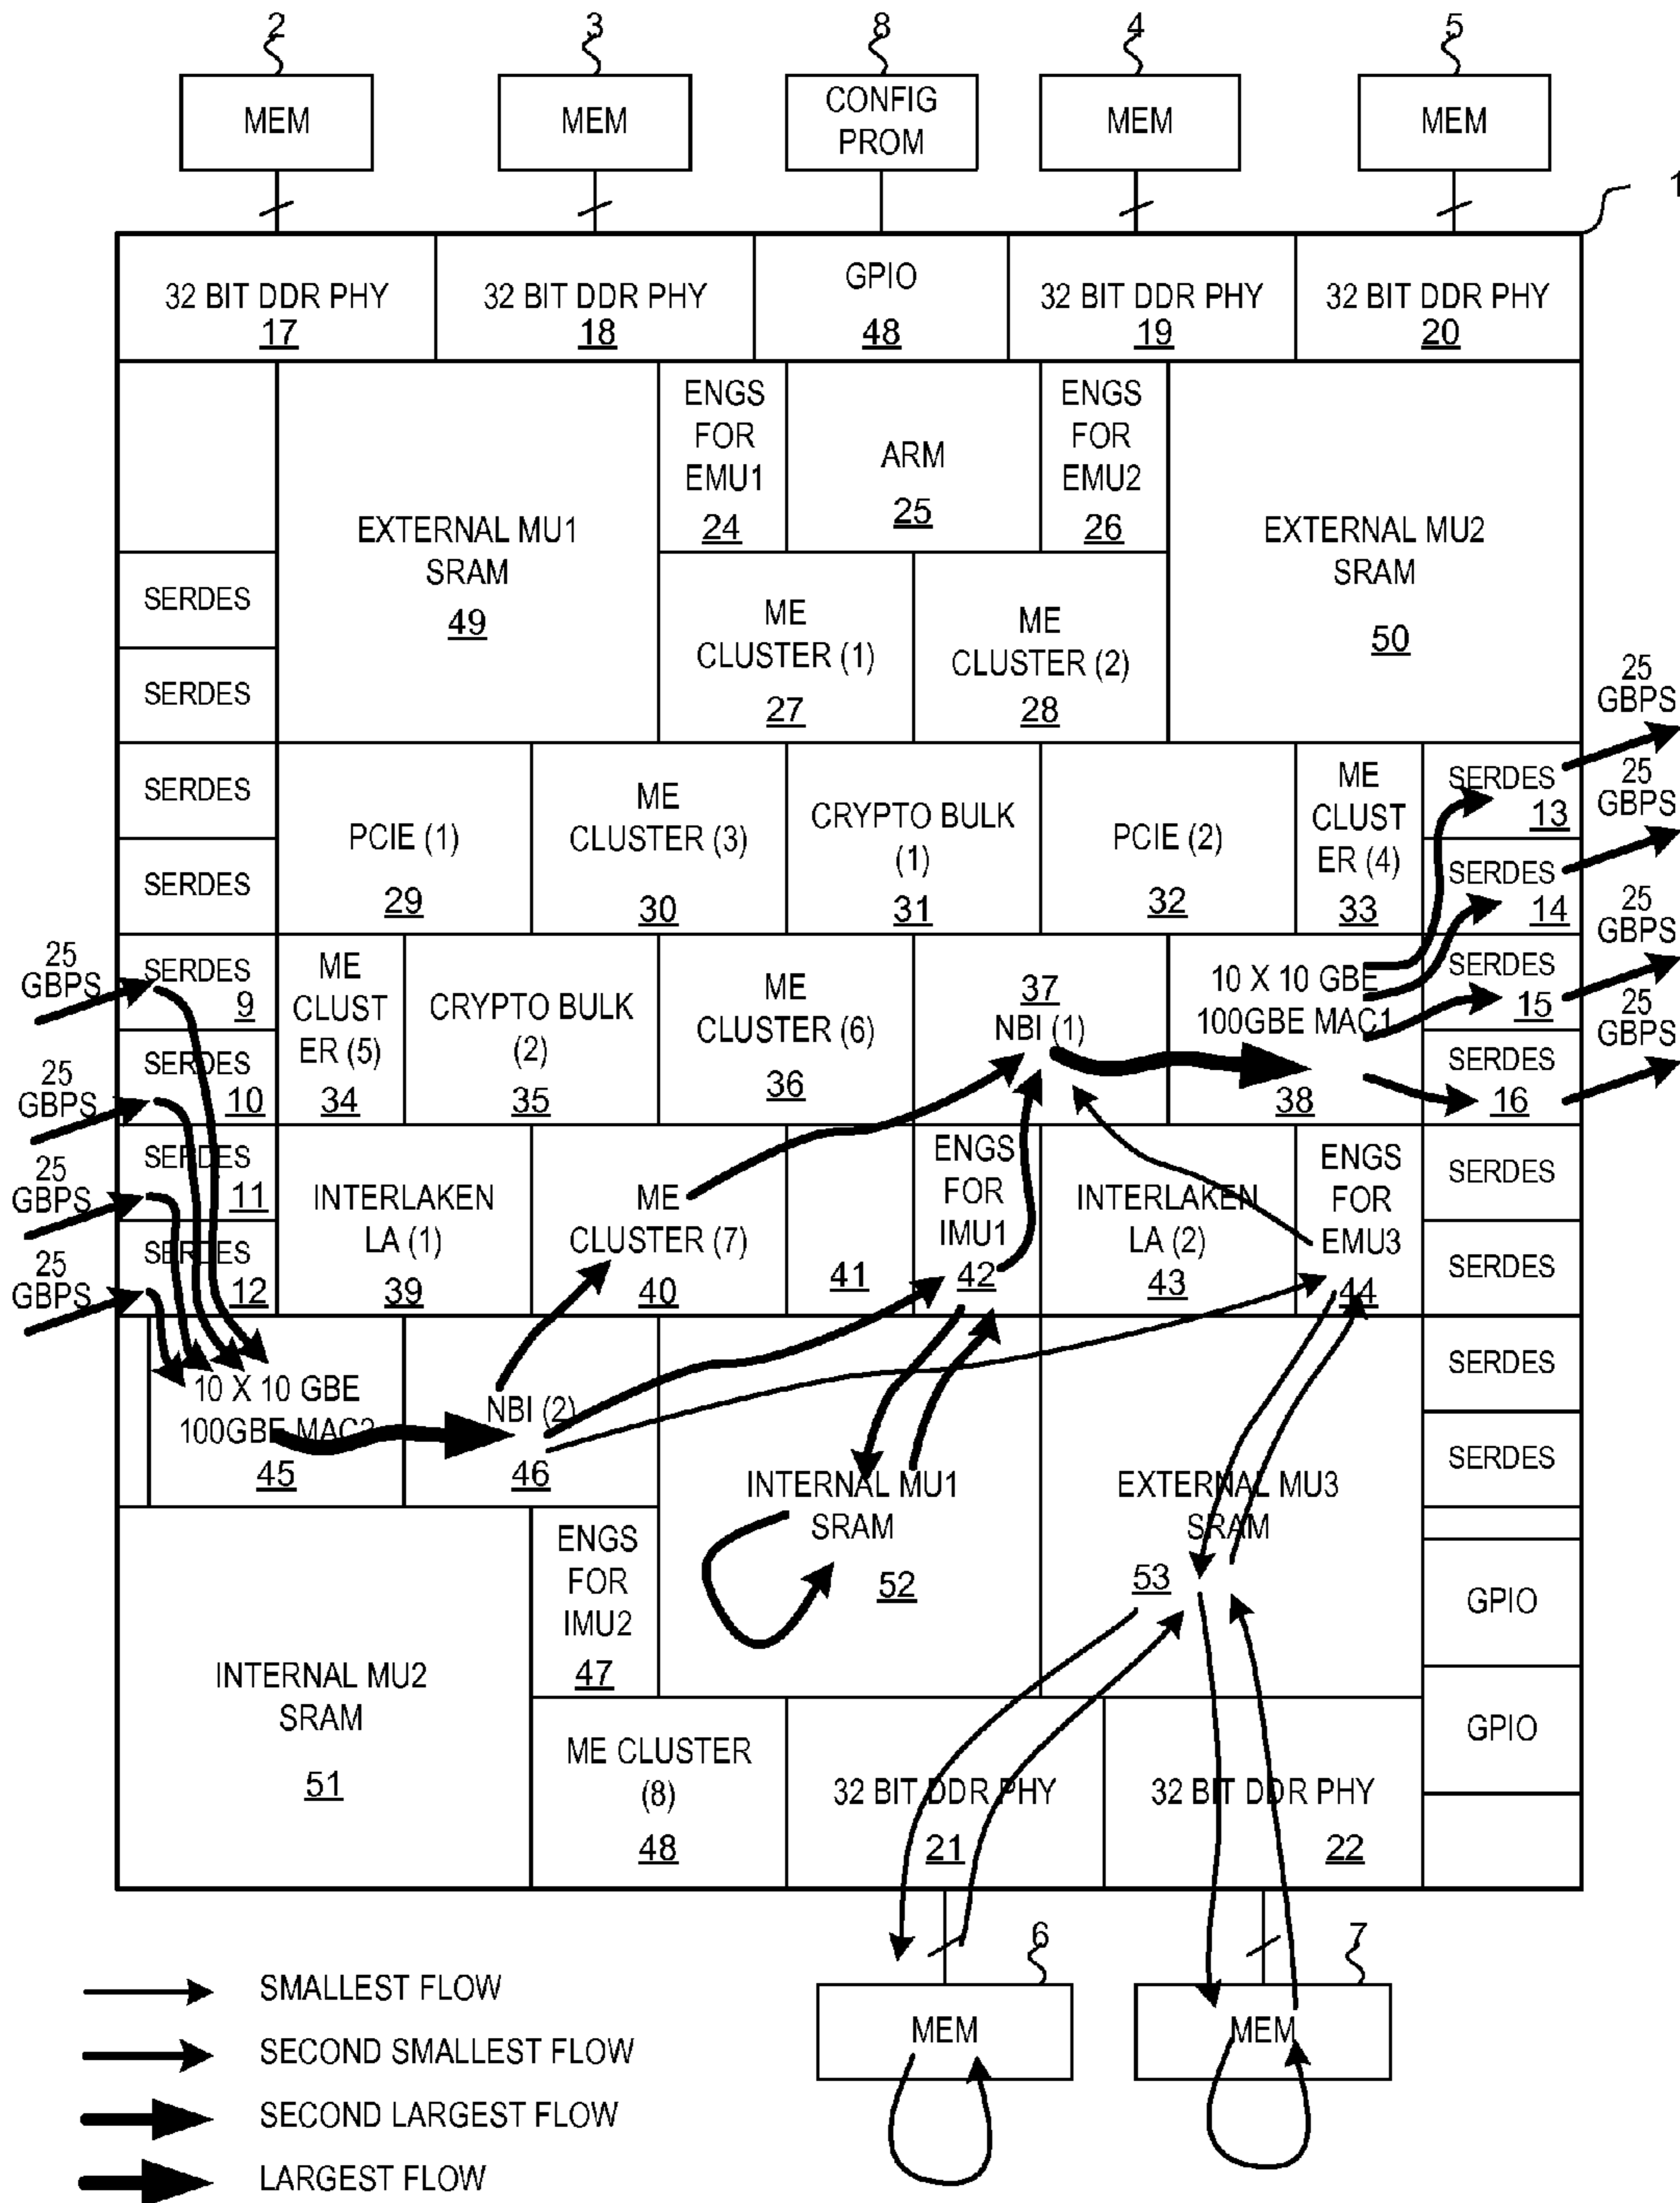 2
3
8
4
5
MEM
MEM
CONFIG
PROM
MEM
MEM
1
32 BIT DDR PHY
17
32 BIT DDR PHY
18
GPIO
48
32 BIT DDR PHY
19
32 BIT DDR PHY
20
EXTERNAL MU1
SRAM
49
ENGS
FOR
EMU1
24
ARM
25
ENGS
FOR
EMU2
26
EXTERNAL MU2
SRAM
50
SERDES
SERDES
ME
CLUSTER (1)
27
ME
CLUSTER (2)
28
25
GBPS
SERDES
SERDES
PCIE (1)
29
ME
CLUSTER (3)
30
CRYPTO BULK
(1)
31
PCIE (2)
32
ME
CLUST
ER (4)
33
SERDES
13
25
GBPS
SERDES
14
25
GBPS
25
GBPS
SERDES
9
25
GBPS
SERDES
10
ME
CLUST
ER (5)
34
CRYPTO BULK
(2)
35
ME
CLUSTER (6)
36
37
NBI (1)
10 X 10 GBE
100GBE MAC1
38
SERDES
15
25
GBPS
SERDES
16
25
GBPS
SERDES
11
25
GBPS
SERDES
12
INTERLAKEN
LA (1)
39
ME
CLUSTER (7)
40
41
ENGS
FOR
IMU1
42
INTERLAKEN
LA (2)
43
ENGS
FOR
EMU3
44
SERDES
SERDES
10 X 10 GBE
100GBE MAC2
45
NBI (2)
46
INTERNAL MU1
SRAM
52
EXTERNAL MU3
SRAM
53
SERDES
SERDES
ENGS
FOR
IMU2
47
GPIO
GPIO
INTERNAL MU2
SRAM
51
ME CLUSTER
(8)
48
32 BIT DDR PHY
21
32 BIT DDR PHY
22
6
7
MEM
MEM
SMALLEST FLOW
SECOND SMALLEST FLOW
SECOND LARGEST FLOW
LARGEST FLOW